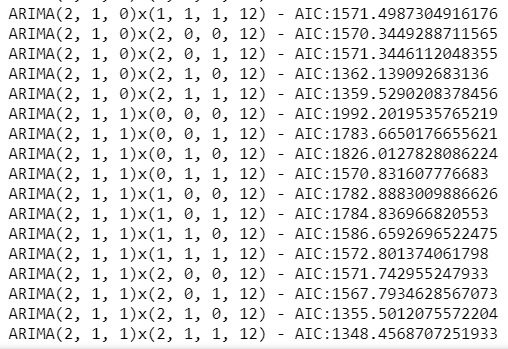 ARIMA(2, 1, 0)x(1, 1, 1, 12) - AIC:1571.4987304916176
ARIMA(2, 1, 0)x(2, 0, 0, 12) - AIC:1570.3449288711565
ARIMA(2, 1, 0)x(2, 0, 1, 12) - AIC:1571.3446112048355
ARIMA(2, 1, 0)x(2, 1, 0, 12) - AIC:1362.139092683136
ARIMA(2, 1, 0)x(2, 1, 1, 12) - AIC:1359.5290208378456
ARIMA(2, 1, 1)x(0, 0, 0, 12) - AIC:1992.2019535765219
ARIMA(2, 1, 1)x(0, 0, 1, 12) - AIC:1783.6650176655621
ARIMA(2, 1, 1)x(0, 1, 0, 12) - AIC:1826.0127828086224
ARIMA(2, 1, 1)x(0, 1, 1, 12) - AIC:1570.831607776683
ARIMA(2, 1, 1)x(1, 0, 0, 12) - AIC:1782.8883009886626
ARIMA(2, 1, 1)x(1, 0, 1, 12) - AIC:1784.836966820553
ARIMA(2, 1, 1)x(1, 1, 0, 12) - AIC:1586.6592696522475
ARIMA(2, 1, 1)x(1, 1, 1, 12) - AIC:1572.801374061798
ARIMA(2, 1, 1)x(2, 0, 0, 12) - AIC:1571.742955247933
ARIMA(2, 1, 1)x(2, 0, 1, 12) - AIC:1567.7934628567073
ARIMA(2, 1, 1)x(2, 1, 0, 12) - AIC:1355.5012075572204
ARIMA(2, 1, 1)x(2, 1, 1, 12) - AIC:1348.4568707251933